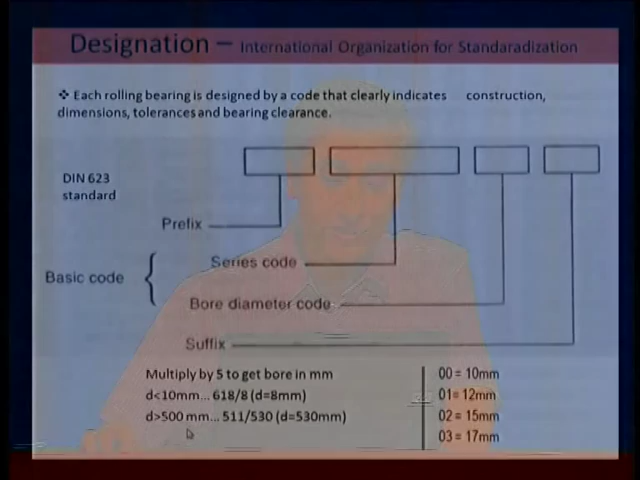 Designation – International Organization for Standaradization
❖ Each rolling bearing is designed by a code that clearly indicates construction,
dimensions, tolerances and bearing clearance.
DIN 623
standard
Prefix
Series code
Basic code {
Bore diameter code
Suffix
Multiply by 5 to get bore in mm
d<10mm... 618/8 (d=8mm)
d>500 mm... 511/530 (d=530mm)
00 = 10mm
01= 12mm
02 = 15mm
03 = 17mm